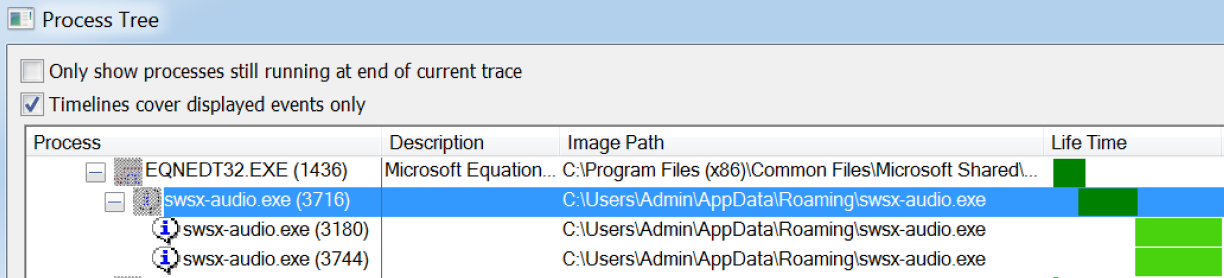 Process Tree
Only show processes still running at end of current trace
Timelines cover displayed events only
Process Description Image Path Life Time
EQNEDT32.EXE (1436) Microsoft Equation... C:\Program Files (x86)\Common Files\Microsoft Shared\...
swsx-audio.exe (3716) C:\Users\Admin\AppData\Roaming\swsx-audio.exe
swsx-audio.exe (3180) C:\Users\Admin\AppData\Roaming\swsx-audio.exe
swsx-audio.exe (3744) C:\Users\Admin\AppData\Roaming\swsx-audio.exe